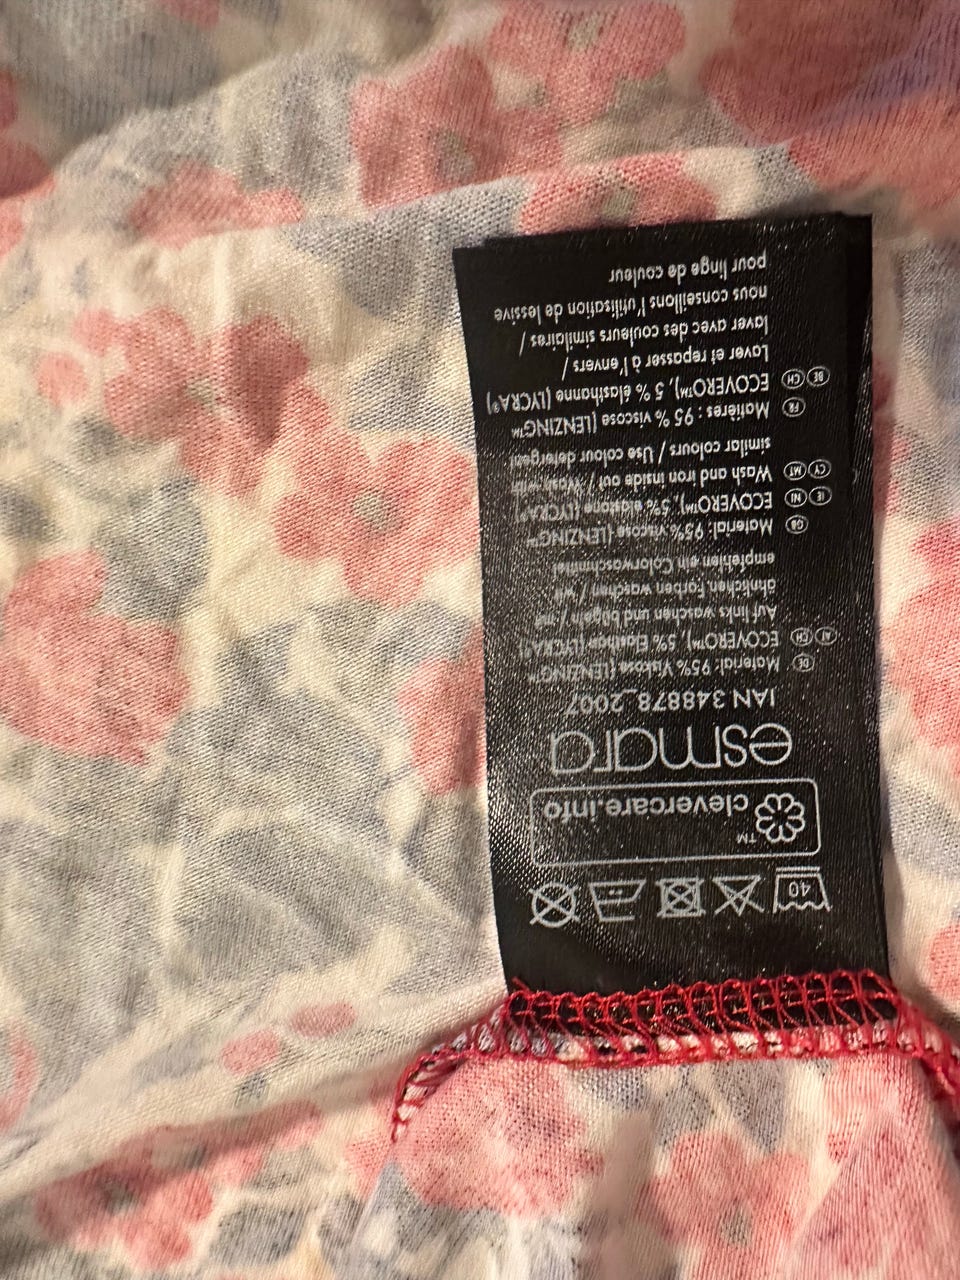 40
™
clevercare.info
esmara
IAN 348878_2007
DE Material: 95% Viskose (LENZING™
AT CH ECOVERO™), 5% Elasthan (LYCRA®)
Auf links waschen und bügeln / mit
ähnlichen Farben waschen / wir
empfehlen ein Colorwaschmittel
GB Material: 95% viscose (LENZING™
IE NI ECOVERO™), 5% elastane (LYCRA®)
CY MT Wash and iron inside out / Wash with
similar colours / Use colour detergent
FR Matières : 95 % viscose (LENZING™
BE CH ECOVERO™), 5 % élasthanne (LYCRA®)
Laver et repasser à l'envers /
laver avec des couleurs similaires /
nous conseillons l'utilisation de lessive
pour linge de couleur